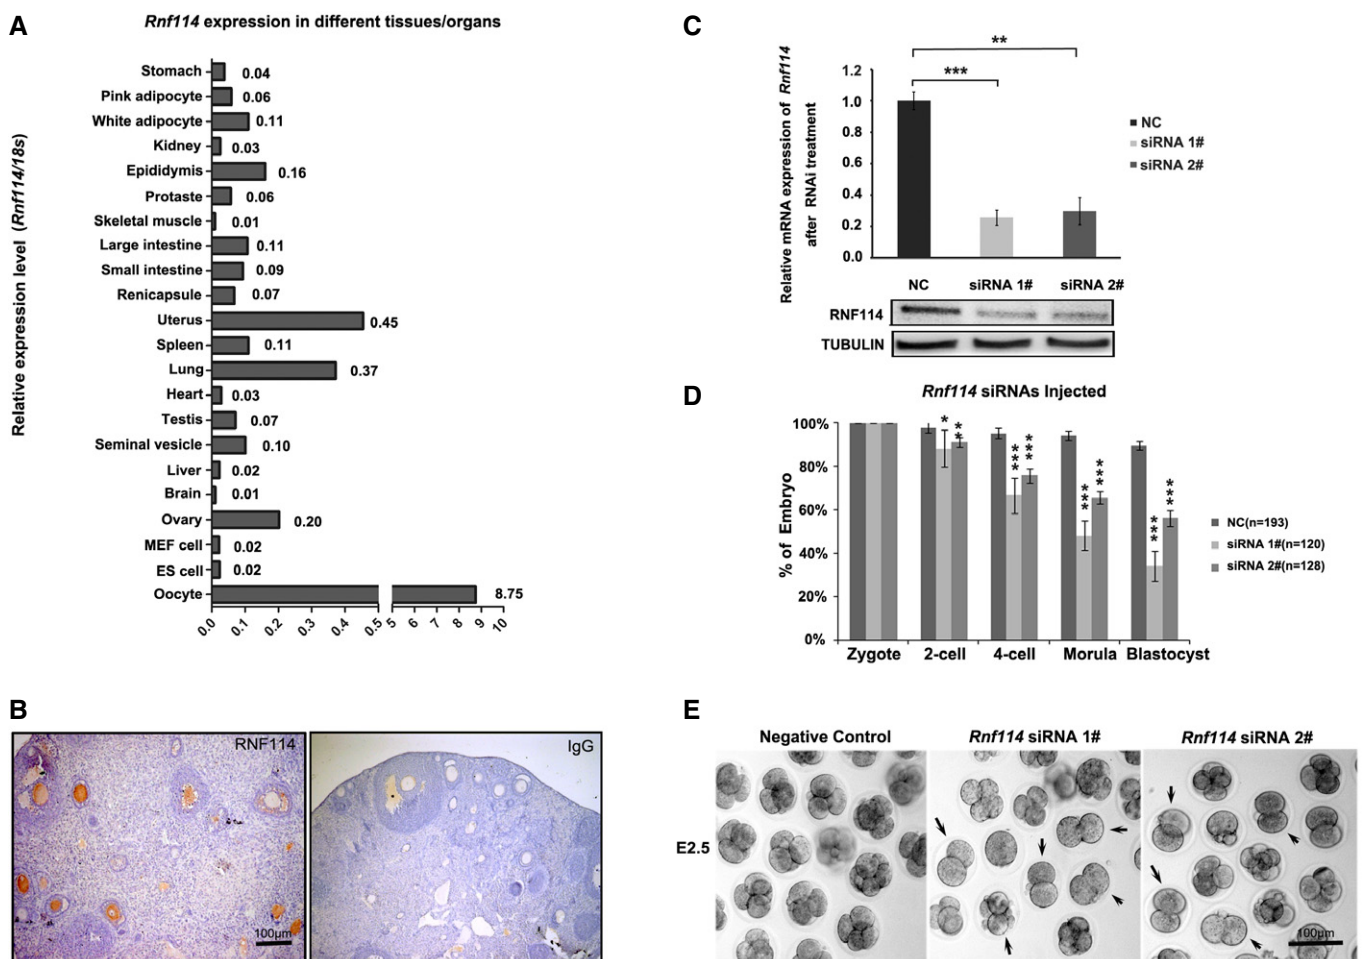 A
Rnf114 expression in different tissues/organs
Relative expression level (Rnf114/18s)
Stomach 0.04
Pink adipocyte 0.06
White adipocyte 0.11
Kidney 0.03
Epididymis 0.16
Protaste 0.06
Skeletal muscle 0.01
Large intestine 0.11
Small intestine 0.09
Renicapsule 0.07
Uterus 0.45
Spleen 0.11
Lung 0.37
Heart 0.03
Testis 0.07
Seminal vesicle 0.10
Liver 0.02
Brain 0.01
Ovary 0.20
MEF cell 0.02
ES cell 0.02
Oocyte 8.75
0.0 0.1 0.2 0.3 0.4 0.5 5 6 7 8 9 10
B
RNF114
100μm
IgG
C
Relative mRNA expression of Rnf114
after RNAi treatment
**
***
1.2
1.0
0.8
0.6
0.4
0.2
0.0
NC
siRNA 1#
siRNA 2#
NC siRNA 1# siRNA 2#
RNF114
TUBULIN
D
Rnf114 siRNAs Injected
% of Embryo
100%
80%
60%
40%
20%
0%
* **
*** ***
*** ***
*** ***
Zygote 2-cell 4-cell Morula Blastocyst
NC(n=193)
siRNA 1#(n=120)
siRNA 2#(n=128)
E
Negative Control Rnf114 siRNA 1# Rnf114 siRNA 2#
E2.5
100μm